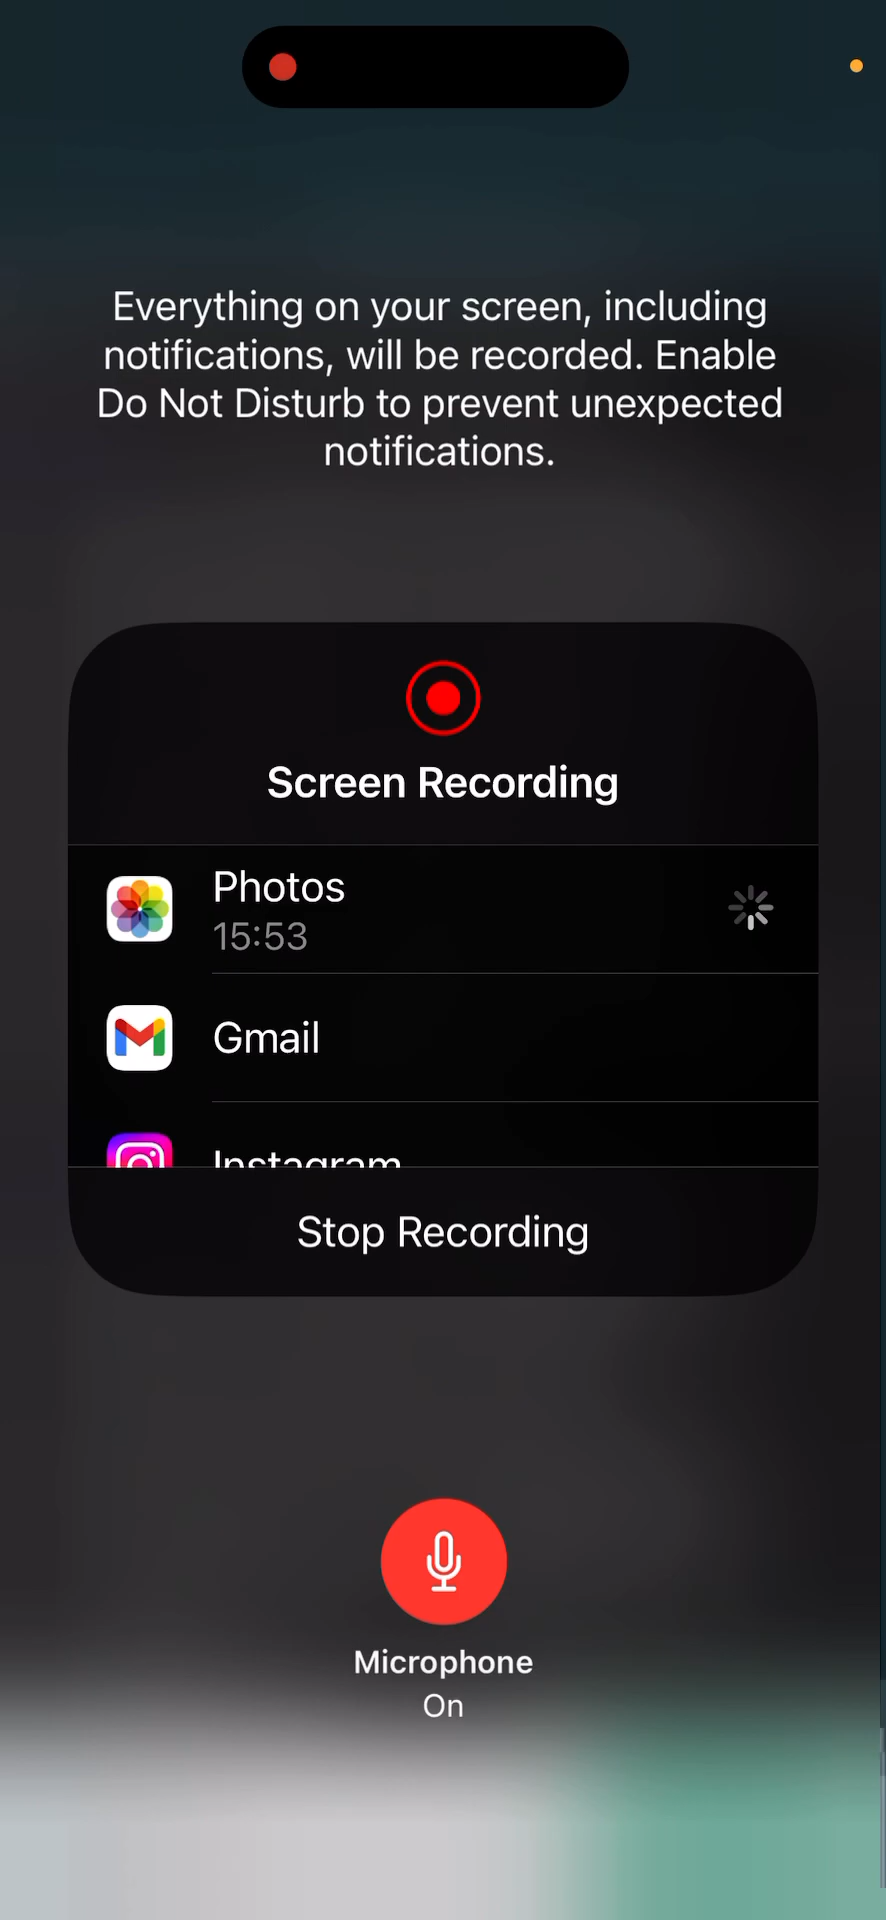 Everything on your screen, including
notifications, will be recorded. Enable
Do Not Disturb to prevent unexpected
notifications.
Screen Recording
Photos
15:53
Gmail
Instagram
Stop Recording
Microphone
On